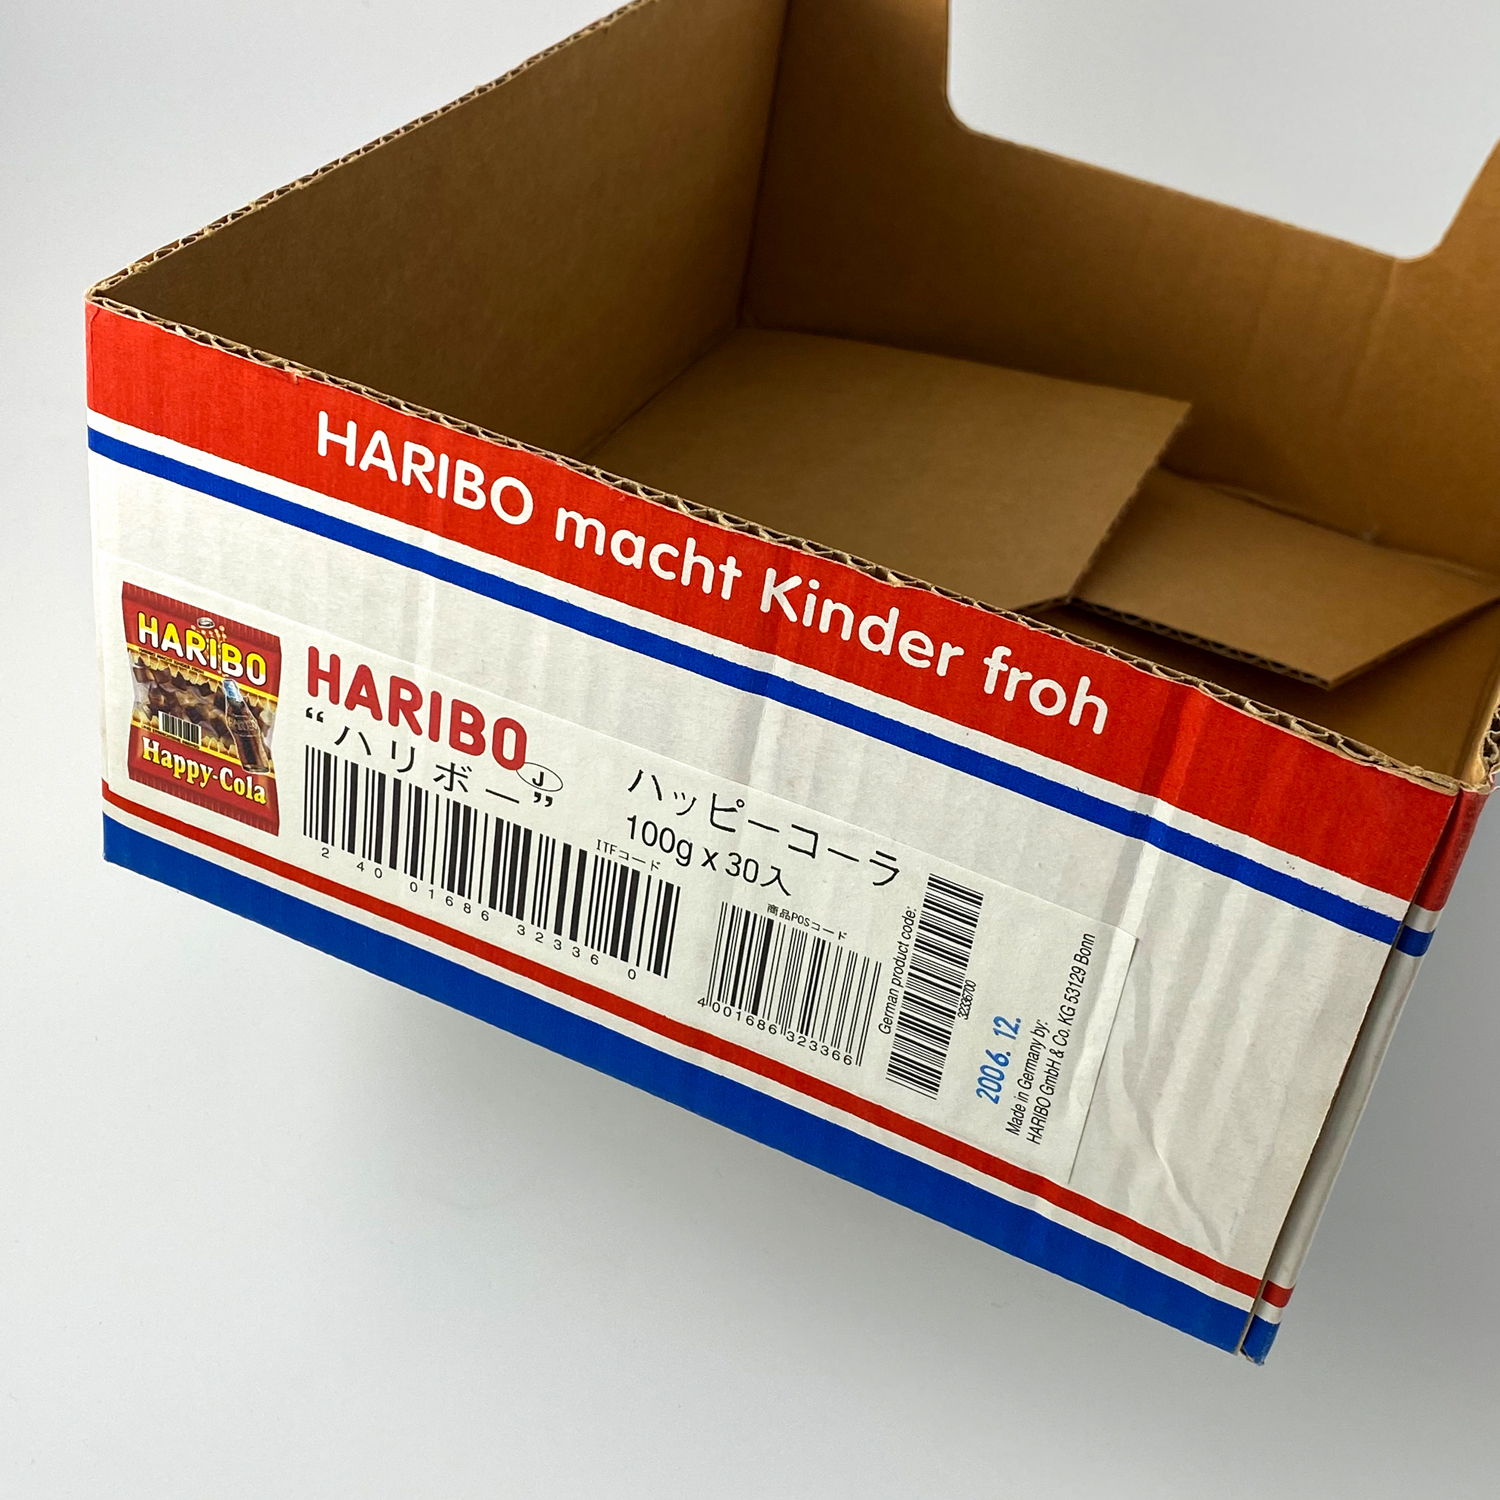 HARIBO macht Kinder froh
HARIBO
Happy-Cola
HARIBO
J
“ハリボー”
ハッピーコーラ
100g x 30入
ITFコード
2 40 01686 32336 0
商品POSコード
4 001686 323366
German product code:
32336700
2006. 12.
Made in Germany by:
HARIBO GmbH & Co. KG 53129 Bonn